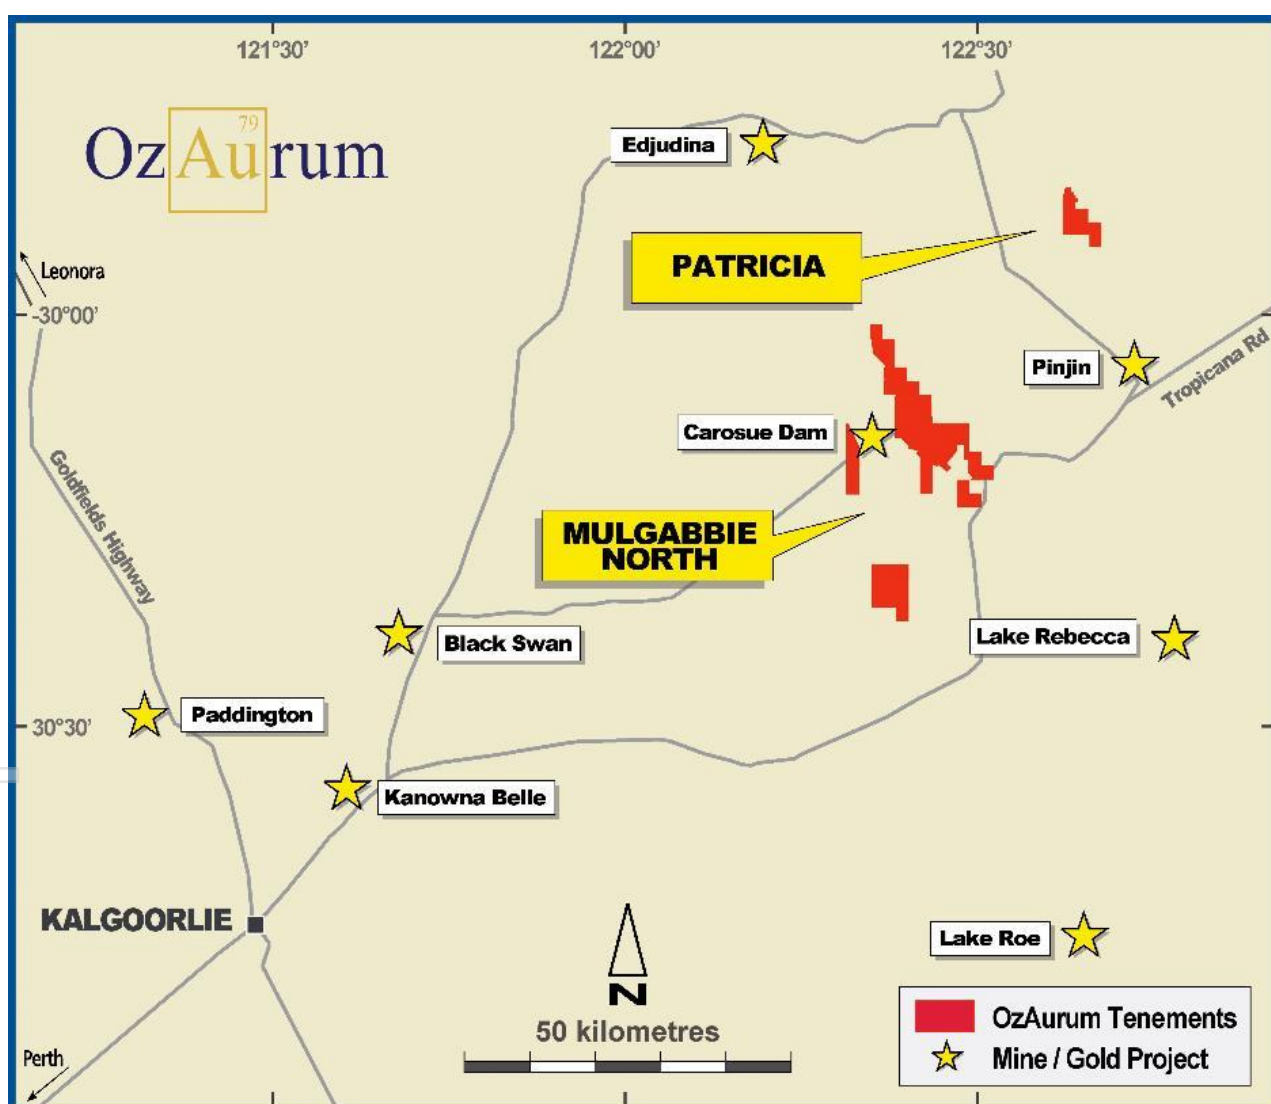 121°30’
122°00’
122°30’
79
OzAurum
Edjudina
PATRICIA
Leonora
-30°00’
Pinjin
Tropicana Rd
Carosue Dam
Goldfields Highway
MULGABBIE
NORTH
Black Swan
Lake Rebecca
Paddington
30°30’
Kanowna Belle
KALGOORLIE
Lake Roe
N
50 kilometres
OzAurum Tenements
Mine / Gold Project
Perth